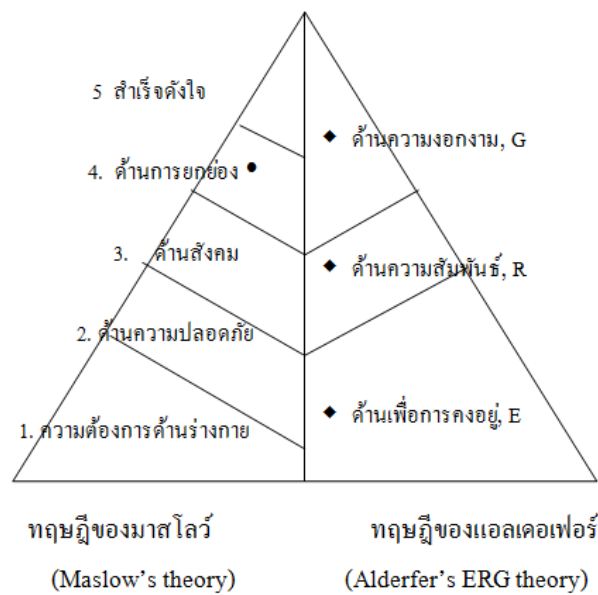 5 สำเร็จดังใจ
◆ ด้านความงอกงาม, G
4. ด้านการยกย่อง •
3. ด้านสังคม
◆ ด้านความสัมพันธ์, R
2. ด้านความปลอดภัย
◆ ด้านเพื่อการคงอยู่, E
1. ความต้องการด้านร่างกาย
ทฤษฎีของมาสโลว์
(Maslow's theory)
ทฤษฎีของแอลเดอเฟอร์
(Alderfer's ERG theory)